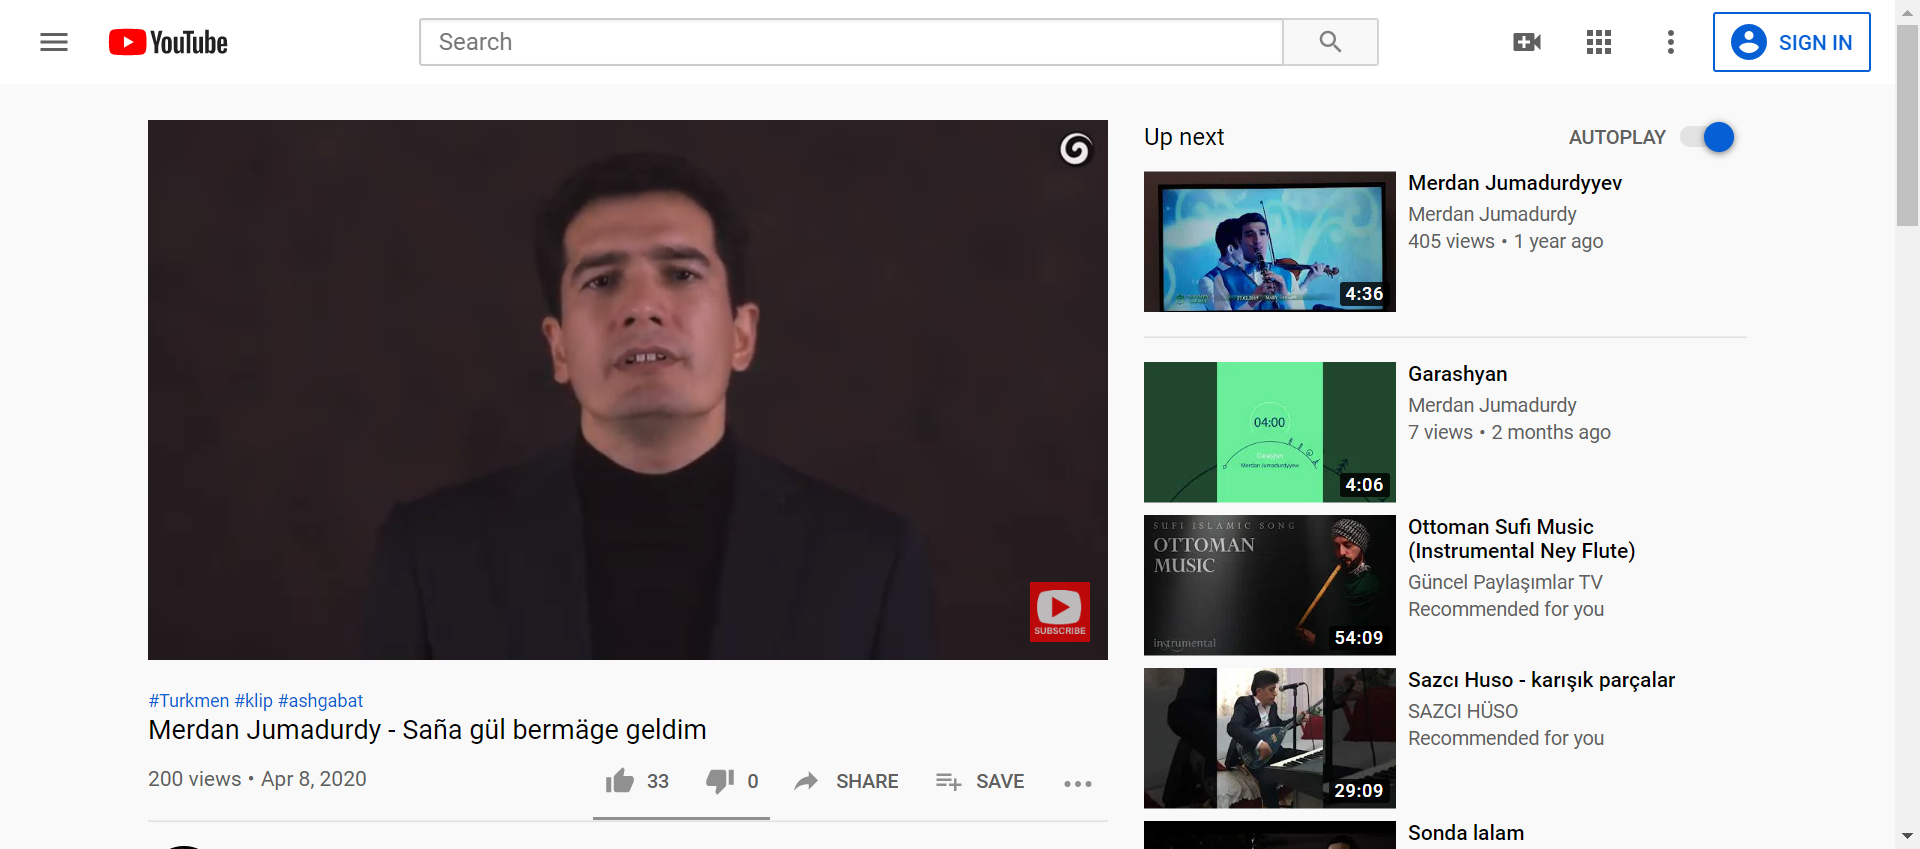 YouTube
Search
SIGN IN
SUBSCRIBE
#Turkmen #klip #ashgabat
Merdan Jumadurdy - Saña gül bermäge geldim
200 views • Apr 8, 2020
33
0
SHARE
SAVE
Up next
AUTOPLAY
4:36
Merdan Jumadurdyyev
Merdan Jumadurdy
405 views • 1 year ago
04:00
Merdan Jumadurdyyew
4:06
Garashyan
Merdan Jumadurdy
7 views • 2 months ago
SUFI ISLAMIC SONG
OTTOMAN
MUSIC
instrumental
54:09
Ottoman Sufi Music
(Instrumental Ney Flute)
Güncel Paylaşımlar TV
Recommended for you
29:09
Sazcı Huso - karışık parçalar
SAZCI HÜSO
Recommended for you
Sonda lalam